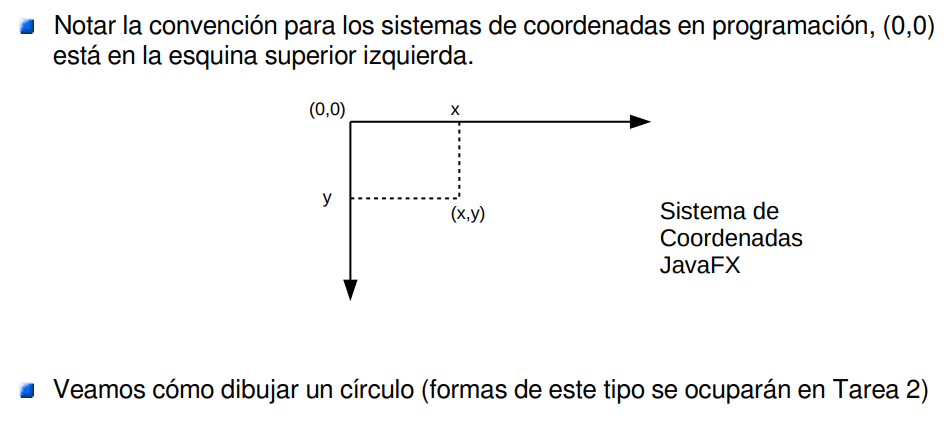 Notar la convención para los sistemas de coordenadas en programación, (0,0)
está en la esquina superior izquierda.
(0,0)
x
y
(x,y)
Sistema de
Coordenadas
JavaFX
Veamos cómo dibujar un círculo (formas de este tipo se ocuparán en Tarea 2)